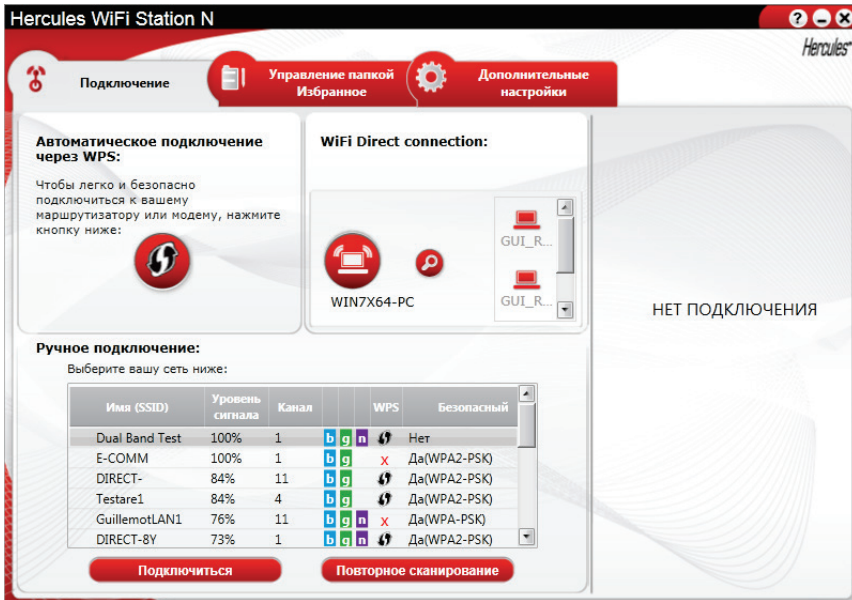 Hercules WiFi Station N
? – x
Hercules
Подключение
Управление папкой
Избранное
Дополнительные
настройки
Автоматическое подключение
через WPS:
Чтобы легко и безопасно
подключиться к вашему
маршрутизатору или модему, нажмите
кнопку ниже:
WiFi Direct connection:
WIN7X64-PC
GUI_R...
GUI_R...
НЕТ ПОДКЛЮЧЕНИЯ
Ручное подключение:
Выберите вашу сеть ниже:
Имя (SSID) Уровень сигнала Канал WPS Безопасный
Dual Band Test 100% 1 b g n Нет
E-COMM 100% 1 b g x Да(WPA2-PSK)
DIRECT- 84% 11 b g n Да(WPA2-PSK)
Testare1 84% 4 b g Да(WPA2-PSK)
GuillemotLAN1 76% 11 b g n x Да(WPA-PSK)
DIRECT-8Y 73% 1 b g n Да(WPA2-PSK)
Подключиться
Повторное сканирование